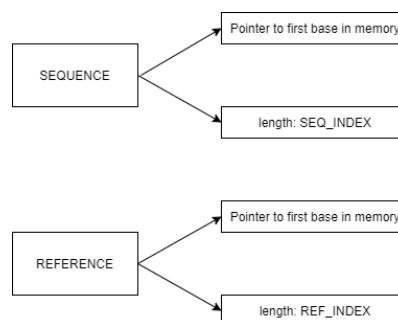 Pointer to first base in memory
SEQUENCE
length: SEQ_INDEX
Pointer to first base in memory
REFERENCE
length: REF_INDEX